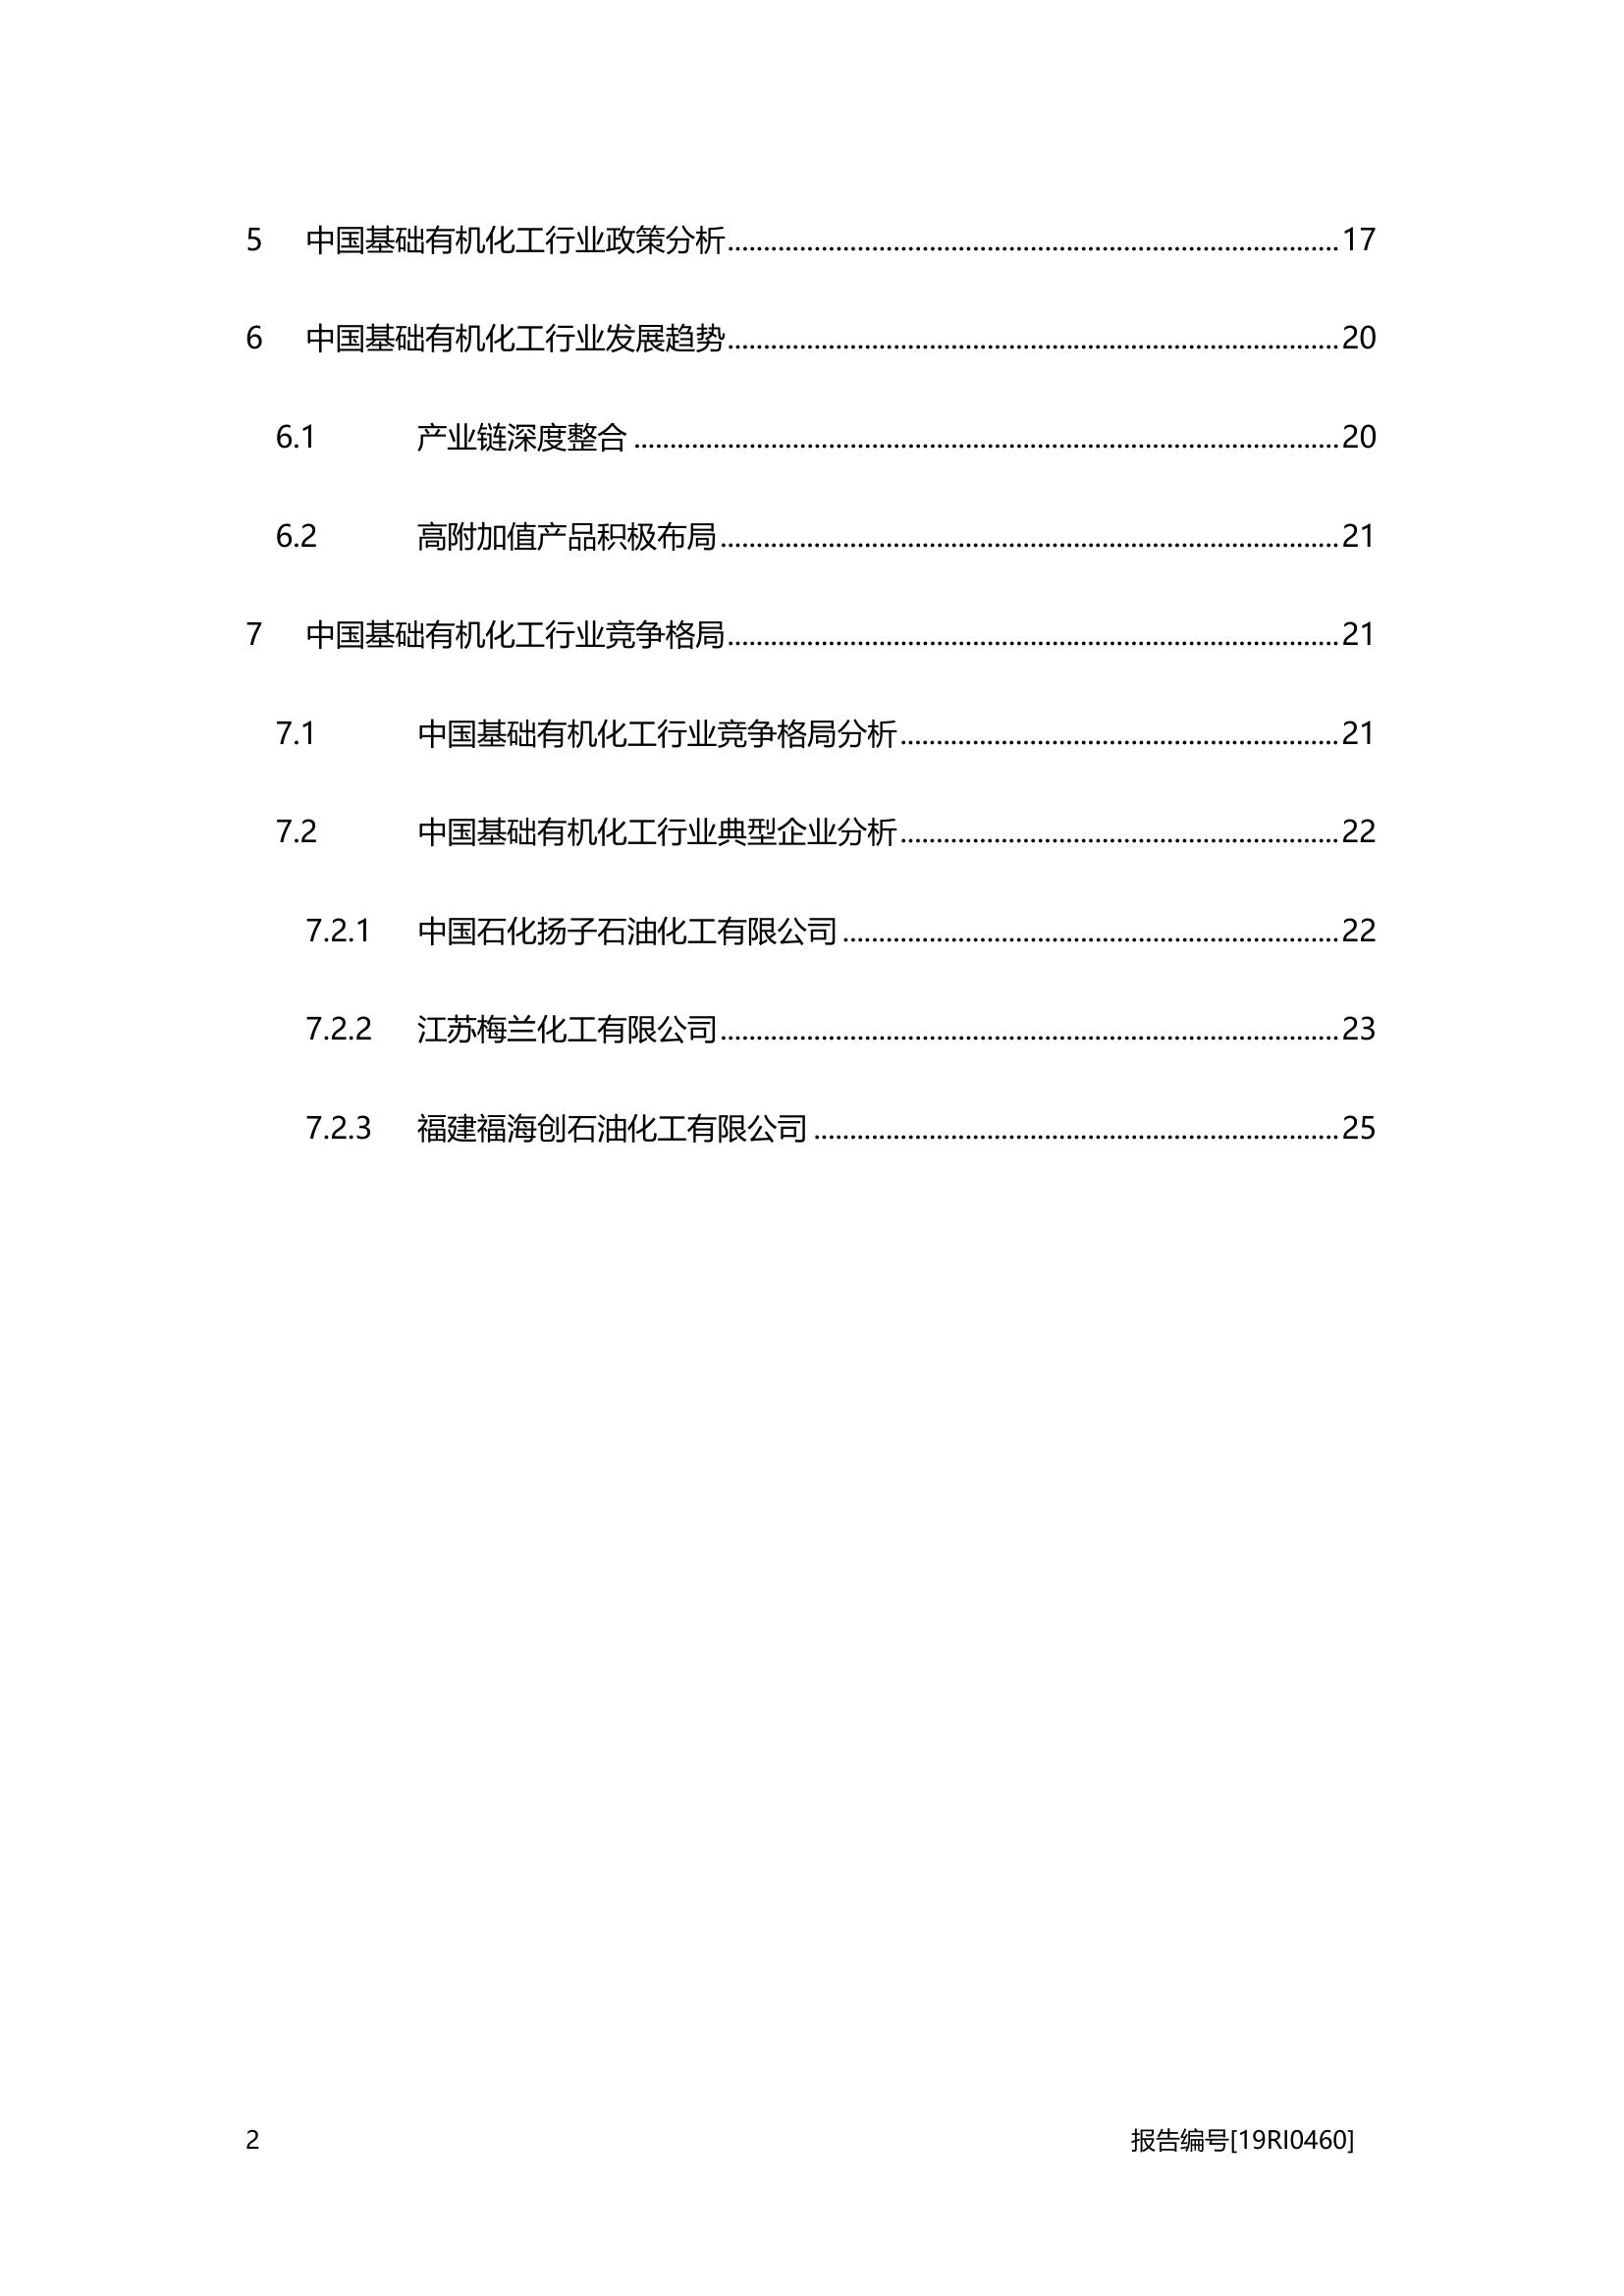 5 中国基础有机化工行业政策分析........................................17
6 中国基础有机化工行业发展趋势........................................20
6.1 产业链深度整合........................................20
6.2 高附加值产品积极布局........................................21
7 中国基础有机化工行业竞争格局........................................21
7.1 中国基础有机化工行业竞争格局分析........................................21
7.2 中国基础有机化工行业典型企业分析........................................22
7.2.1 中国石化扬子石油化工有限公司........................................22
7.2.2 江苏梅兰化工有限公司........................................23
7.2.3 福建福海创石油化工有限公司........................................25
2 报告编号[19RI0460]